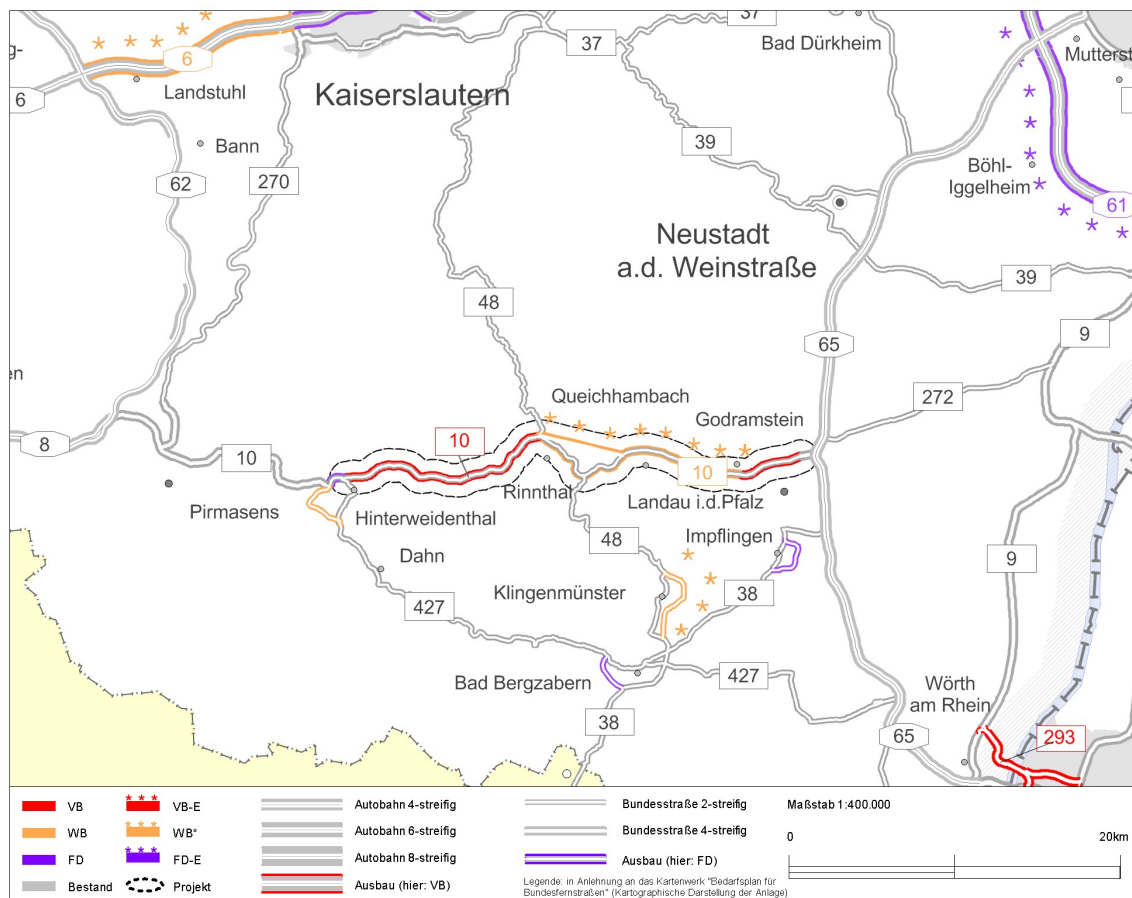 37
37
Bad Dürkheim
Mutterst
g-
6
6
Landstuhl
Kaiserslautern
Bann
39
Böhl-
Iggelheim
62
270
61
Neustadt
a.d. Weinstraße
39
48
9
65
en
Queichhambach
272
Godramstein
8
10
10
10
Rinnthal
Landau i.d.Pfalz
Pirmasens
Hinterweidenthal
Impflingen
48
9
Dahn
Klingenmünster
38
427
Bad Bergzabern
427
Wörth
am Rhein
38
65
293
VB
VB-E
Autobahn 4-streifig
Bundesstraße 2-streifig
Maßstab 1:400.000
WB
WB*
Autobahn 6-streifig
Bundesstraße 4-streifig
0
20km
FD
FD-E
Autobahn 8-streifig
Ausbau (hier: FD)
Bestand
Projekt
Ausbau (hier: VB)
Legende: in Anlehnung an das Kartenwerk "Bedarfsplan für
Bundesfernstraßen" (Kartographische Darstellung der Anlage)